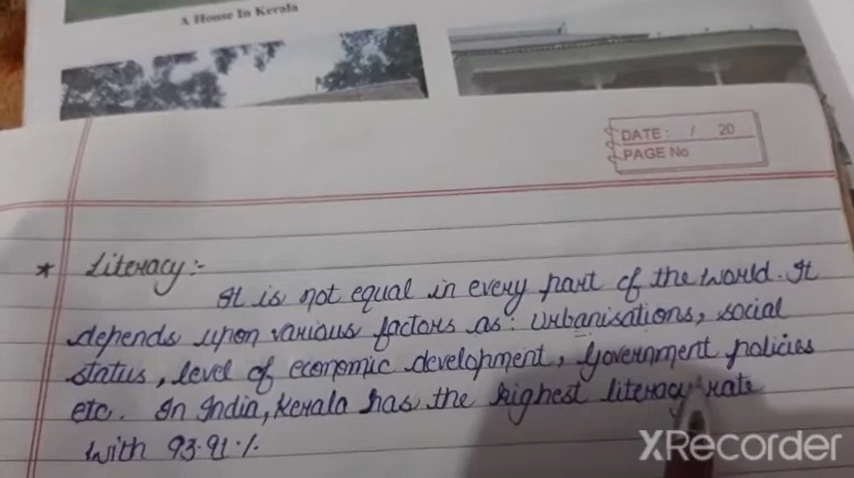 A House In Kerala
DATE: / 20
PAGE No
* Literacy:-
It is not equal in every part of the world. It
depends upon various factors as: Urbanisations, social
status, level of economic development, Government policies
etc. In India, Kerala has the highest literacy rate
with 93.91%.
XRecorder